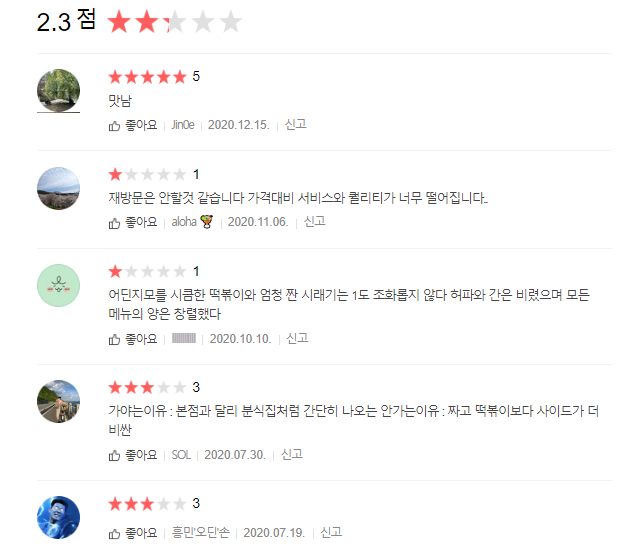 2.3 점
5
맛남
좋아요 Jin0e 2020.12.15. 신고
1
재방문은 안할것 같습니다 가격대비 서비스와 퀄리티가 너무 떨어집니다..
좋아요 aloha 2020.11.06. 신고
1
어딘지모를 시큼한 떡볶이와 엄청 짠 시래기는 1도 조화롭지 않다 허파와 간은 비렸으며 모든
메뉴의 양은 창렬했다
좋아요 2020.10.10. 신고
3
가야는이유 : 본점과 달리 분식집처럼 간단히 나오는 안가는이유 : 짜고 떡볶이보다 사이드가 더
비싼
좋아요 SOL 2020.07.30. 신고
3
좋아요 흥민'오딘'손 2020.07.19. 신고